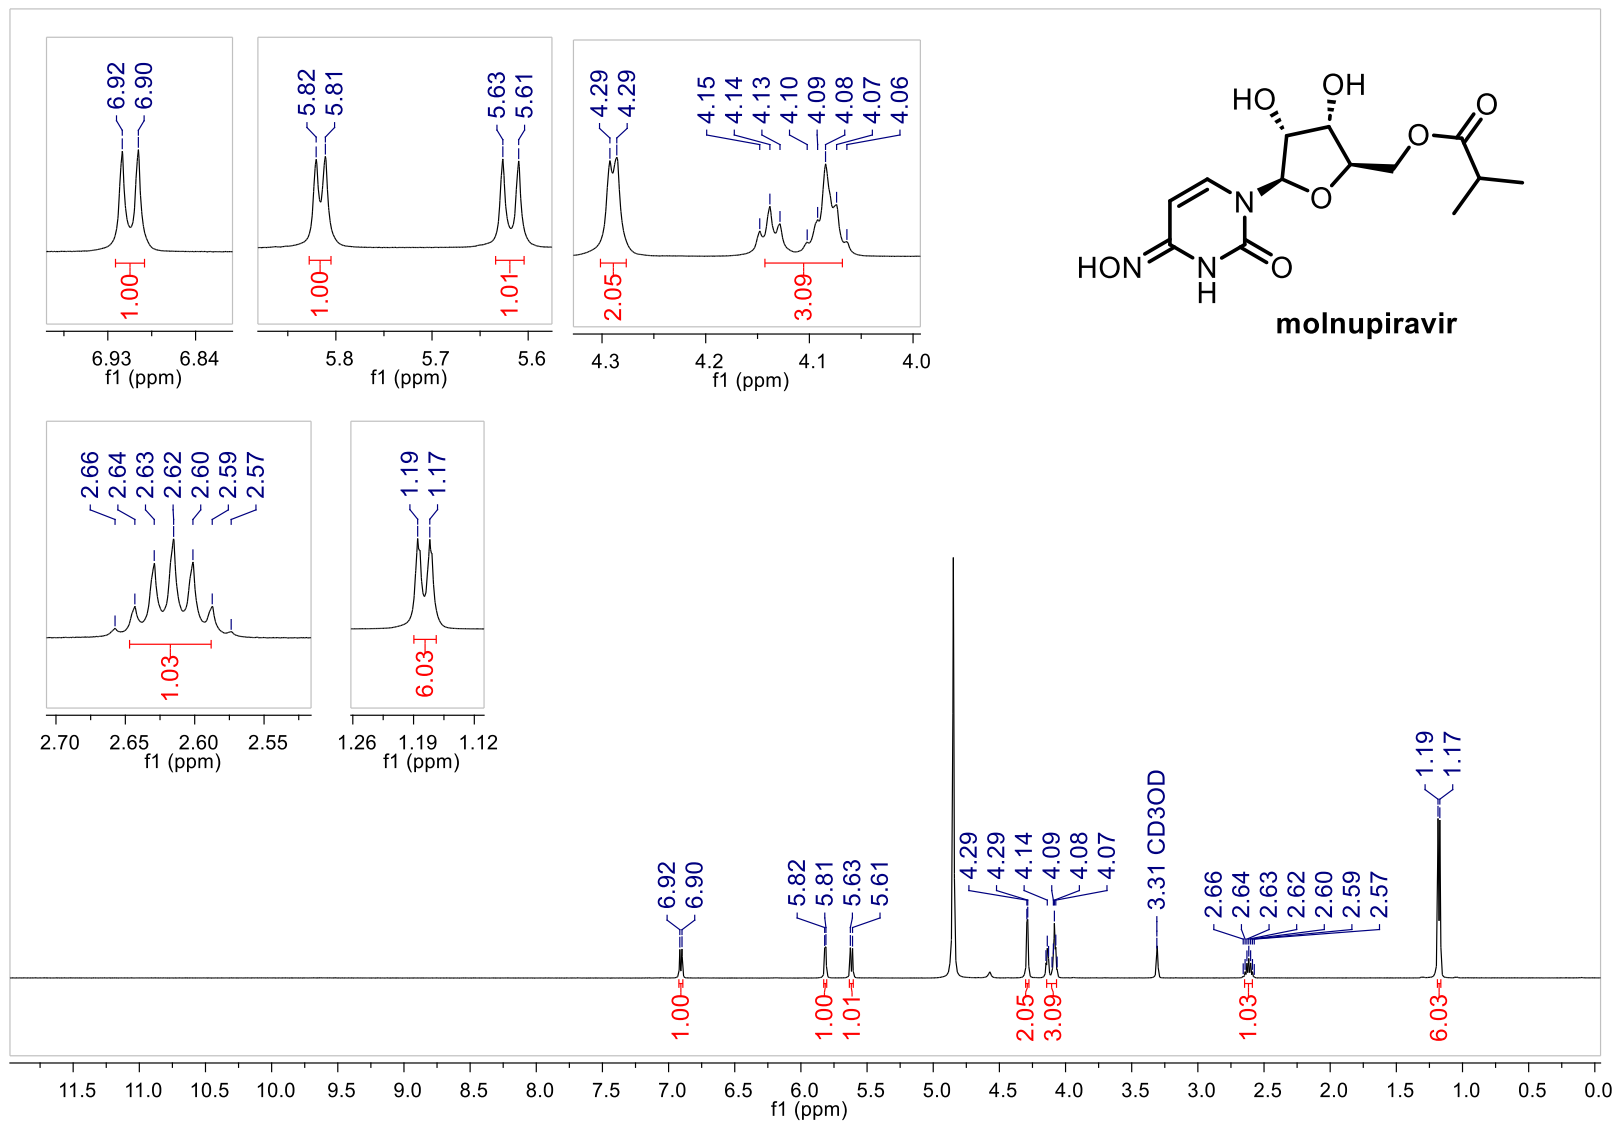 6.92
6.90
1.00
6.93 6.84
f1 (ppm)
5.82
5.81
5.63
5.61
1.00
1.01
5.8 5.7 5.6
f1 (ppm)
4.29
4.29
4.15
4.14
4.13
4.10
4.09
4.08
4.07
4.06
2.05
3.09
4.3 4.2 4.1 4.0
f1 (ppm)
HO
OH
O
O
N
O
HON
N
H
O
molnupiravir
2.66
2.64
2.63
2.62
2.60
2.59
2.57
1.03
2.70 2.65 2.60 2.55
f1 (ppm)
1.19
1.17
6.03
1.26 1.19 1.12
f1 (ppm)
6.92
6.90
5.82
5.81
5.63
5.61
4.29
4.29
4.14
4.09
4.08
4.07
3.31 CD3OD
2.66
2.64
2.63
2.62
2.60
2.59
2.57
1.19
1.17
1.00
1.00
1.01
2.05
3.09
1.03
6.03
11.5 11.0 10.5 10.0 9.5 9.0 8.5 8.0 7.5 7.0 6.5 6.0 5.5 5.0 4.5 4.0 3.5 3.0 2.5 2.0 1.5 1.0 0.5 0.0
f1 (ppm)